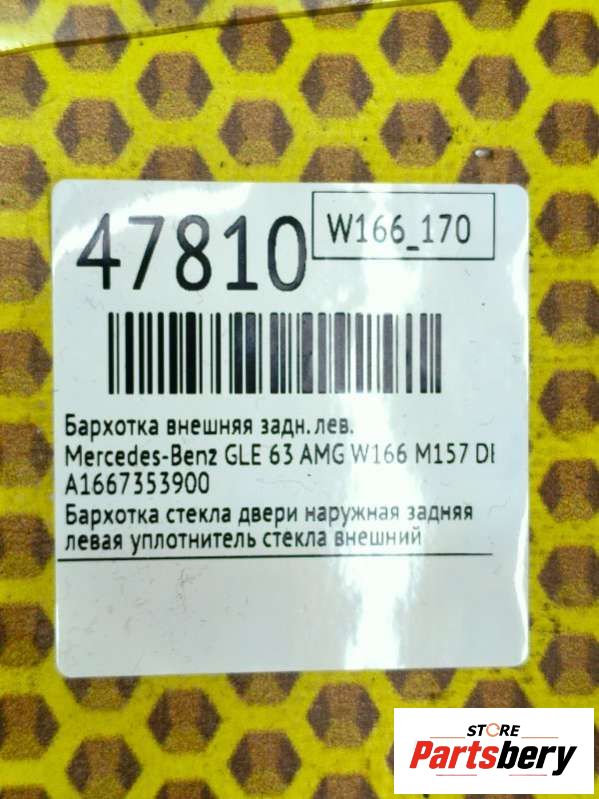 47810
W166_170
Бархотка внешняя задн. лев.
Mercedes-Benz GLE 63 AMG W166 M157 DI
A1667353900
Бархотка стекла двери наружная задняя
левая уплотнитель стекла внешний
STORE
Partsbery